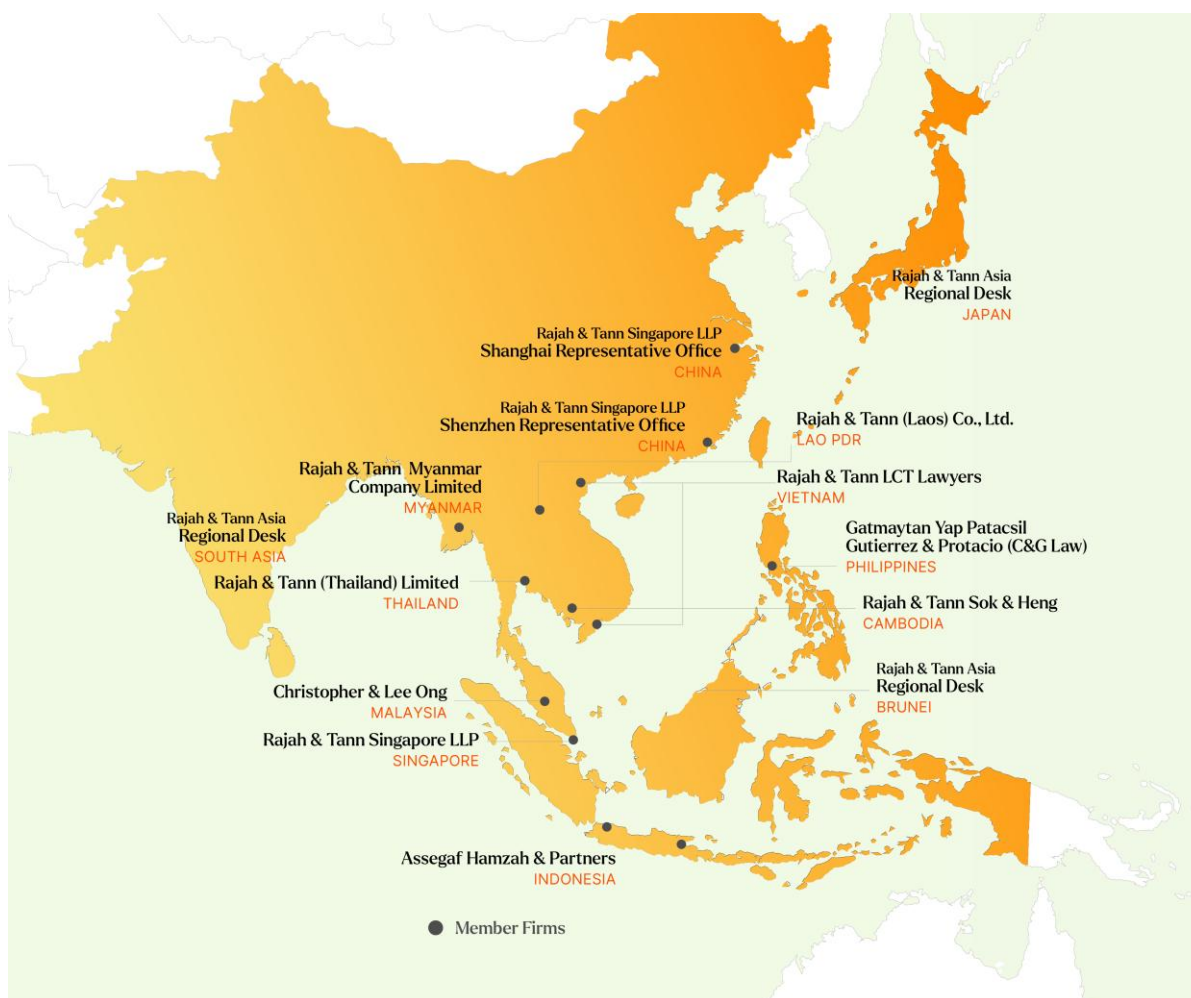 Rajah & Tann Asia
Regional Desk
JAPAN
Rajah & Tann Singapore LLP
Shanghai Representative Office
CHINA
Rajah & Tann Singapore LLP
Shenzhen Representative Office
CHINA
Rajah & Tann (Laos) Co., Ltd.
LAO PDR
Rajah & Tann Myanmar
Company Limited
MYANMAR
Rajah & Tann LCT Lawyers
VIETNAM
Rajah & Tann Asia
Regional Desk
SOUTH ASIA
Gatmaytan Yap Patacsil
Gutierrez & Protacio (C&G Law)
PHILIPPINES
Rajah & Tann (Thailand) Limited
THAILAND
Rajah & Tann Sok & Heng
CAMBODIA
Rajah & Tann Asia
Regional Desk
BRUNEI
Christopher & Lee Ong
MALAYSIA
Rajah & Tann Singapore LLP
SINGAPORE
Assegaf Hamzah & Partners
INDONESIA
Member Firms